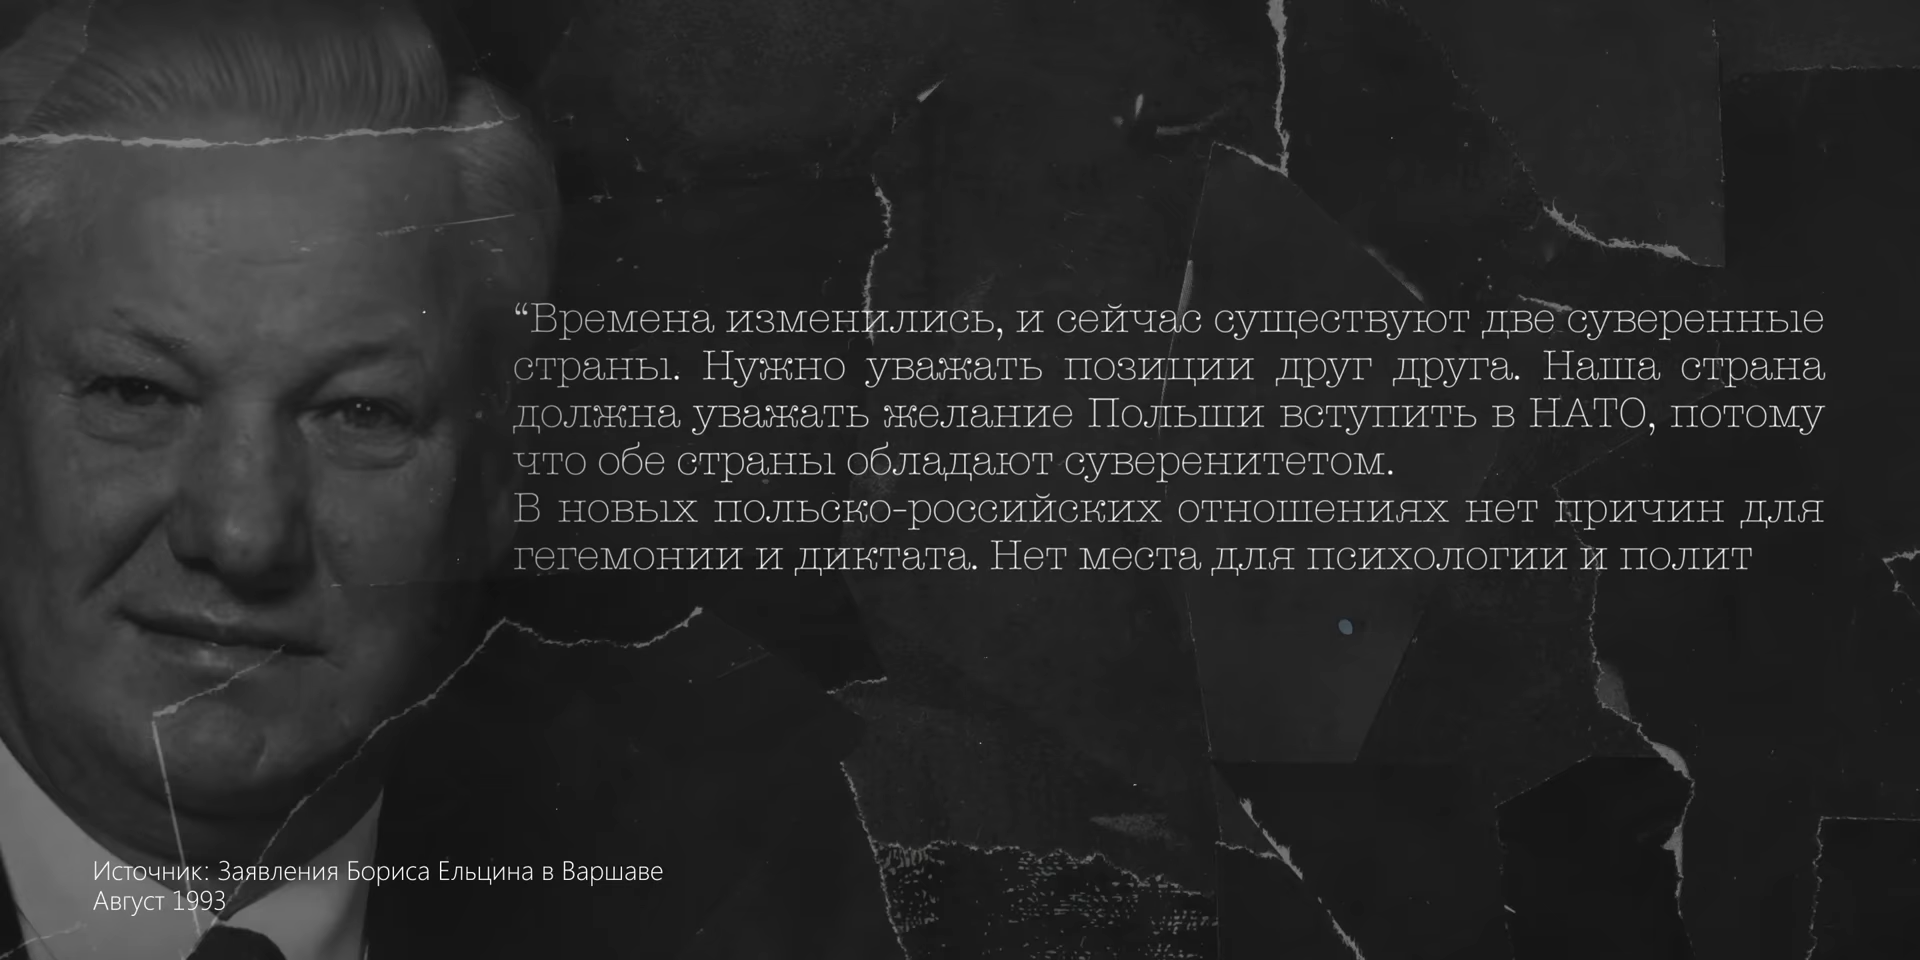 “Времена изменились, и сейчас существуют две суверенные
страны. Нужно уважать позиции друг друга. Наша страна
должна уважать желание Польши вступить в НАТО, потому
что обе страны обладают суверенитетом.
В новых польско-российских отношениях нет причин для
гегемонии и диктата. Нет места для психологии и полит
Источник: Заявления Бориса Ельцина в Варшаве
Август 1993